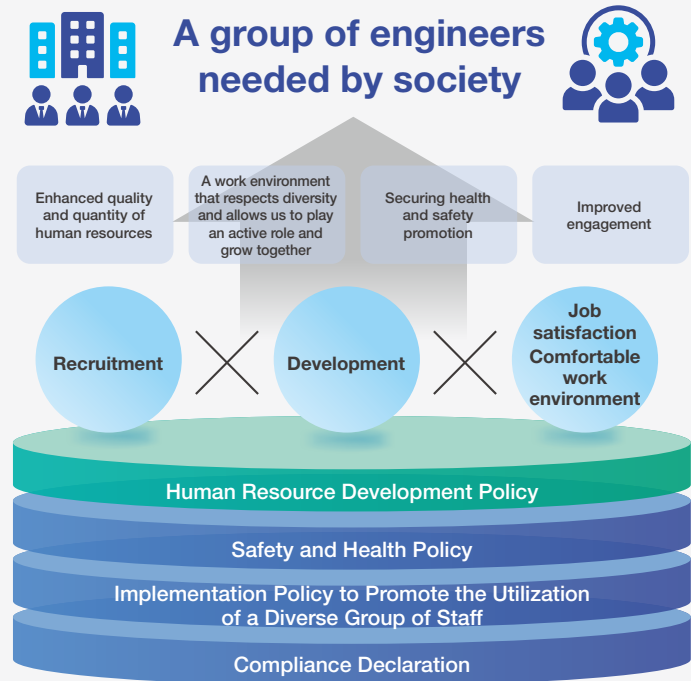 A group of engineers
needed by society
Enhanced quality
and quantity of
human resources
A work environment
that respects diversity
and allows us to play
an active role and
grow together
Securing health
and safety
promotion
Improved
engagement
Recruitment
Development
Job
satisfaction
Comfortable
work
environment
Human Resource Development Policy
Safety and Health Policy
Implementation Policy to Promote the Utilization
of a Diverse Group of Staff
Compliance Declaration